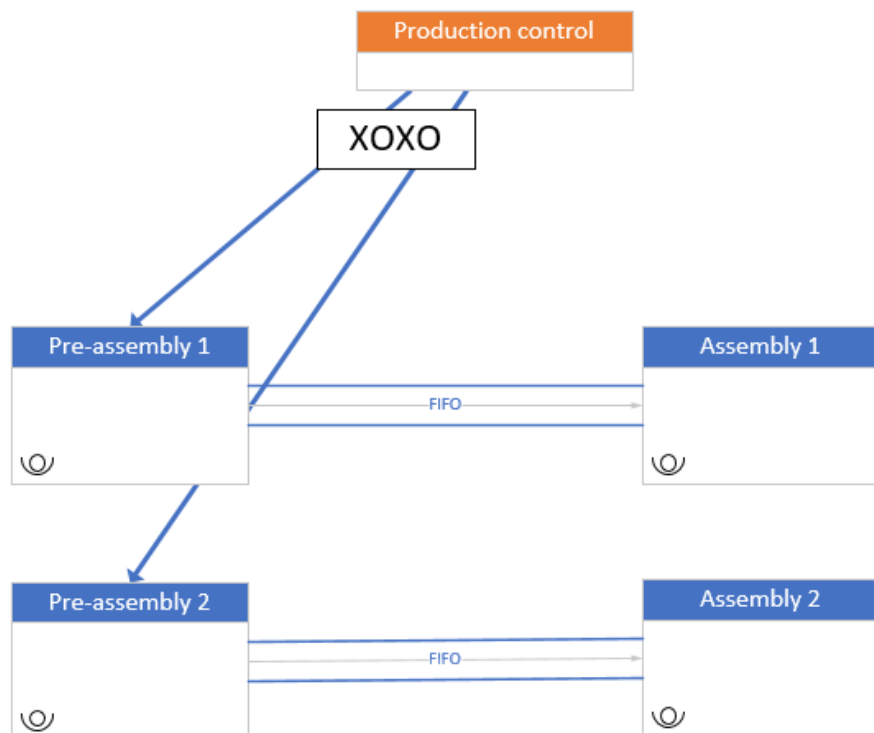 Production control
XOXO
Pre-assembly 1
Assembly 1
FIFO
Pre-assembly 2
Assembly 2
FIFO